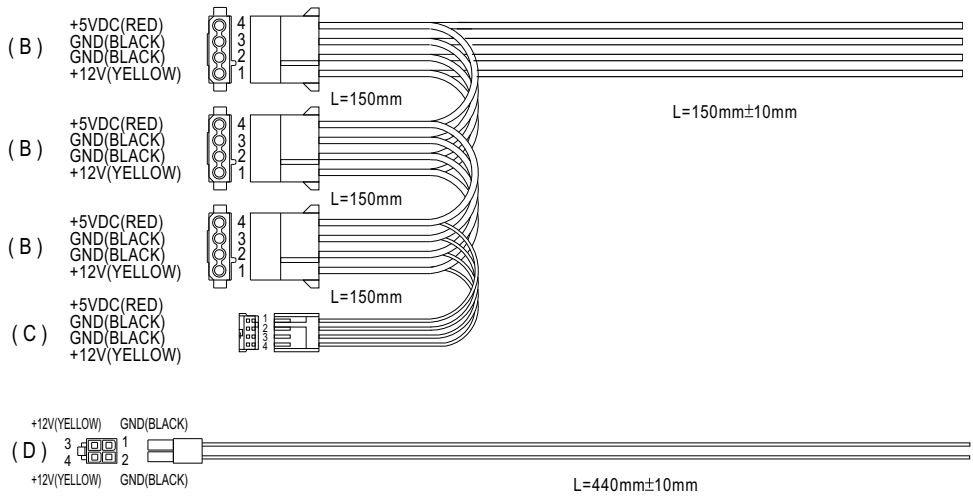 +5VDC(RED) 4
GND(BLACK) 3
(B) GND(BLACK) 2
+12V(YELLOW) 1
L=150mm
L=150mm±10mm
+5VDC(RED) 4
GND(BLACK) 3
(B) GND(BLACK) 2
+12V(YELLOW) 1
L=150mm
+5VDC(RED) 4
GND(BLACK) 3
(B) GND(BLACK) 2
+12V(YELLOW) 1
L=150mm
+5VDC(RED) 1
GND(BLACK) 2
(C) GND(BLACK) 3
+12V(YELLOW) 4
+12V(YELLOW) GND(BLACK)
(D) 3 1
4 2
+12V(YELLOW) GND(BLACK)
L=440mm±10mm